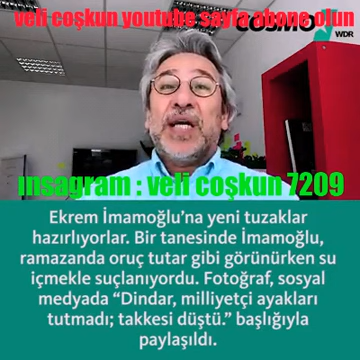 veli coşkun youtube sayfa abone olun
COSMO
WDR
ınsagram : veli coşkun 7209
Ekrem İmamoğlu’na yeni tuzaklar
hazırlıyorlar. Bir tanesinde İmamoğlu,
ramazanda oruç tutar gibi görünürken su
içmekle suçlanıyordu. Fotoğraf, sosyal
medyada “Dindar, milliyetçi ayakları
tutmadı; takkesi düştü.” başlığıyla
paylaşıldı.